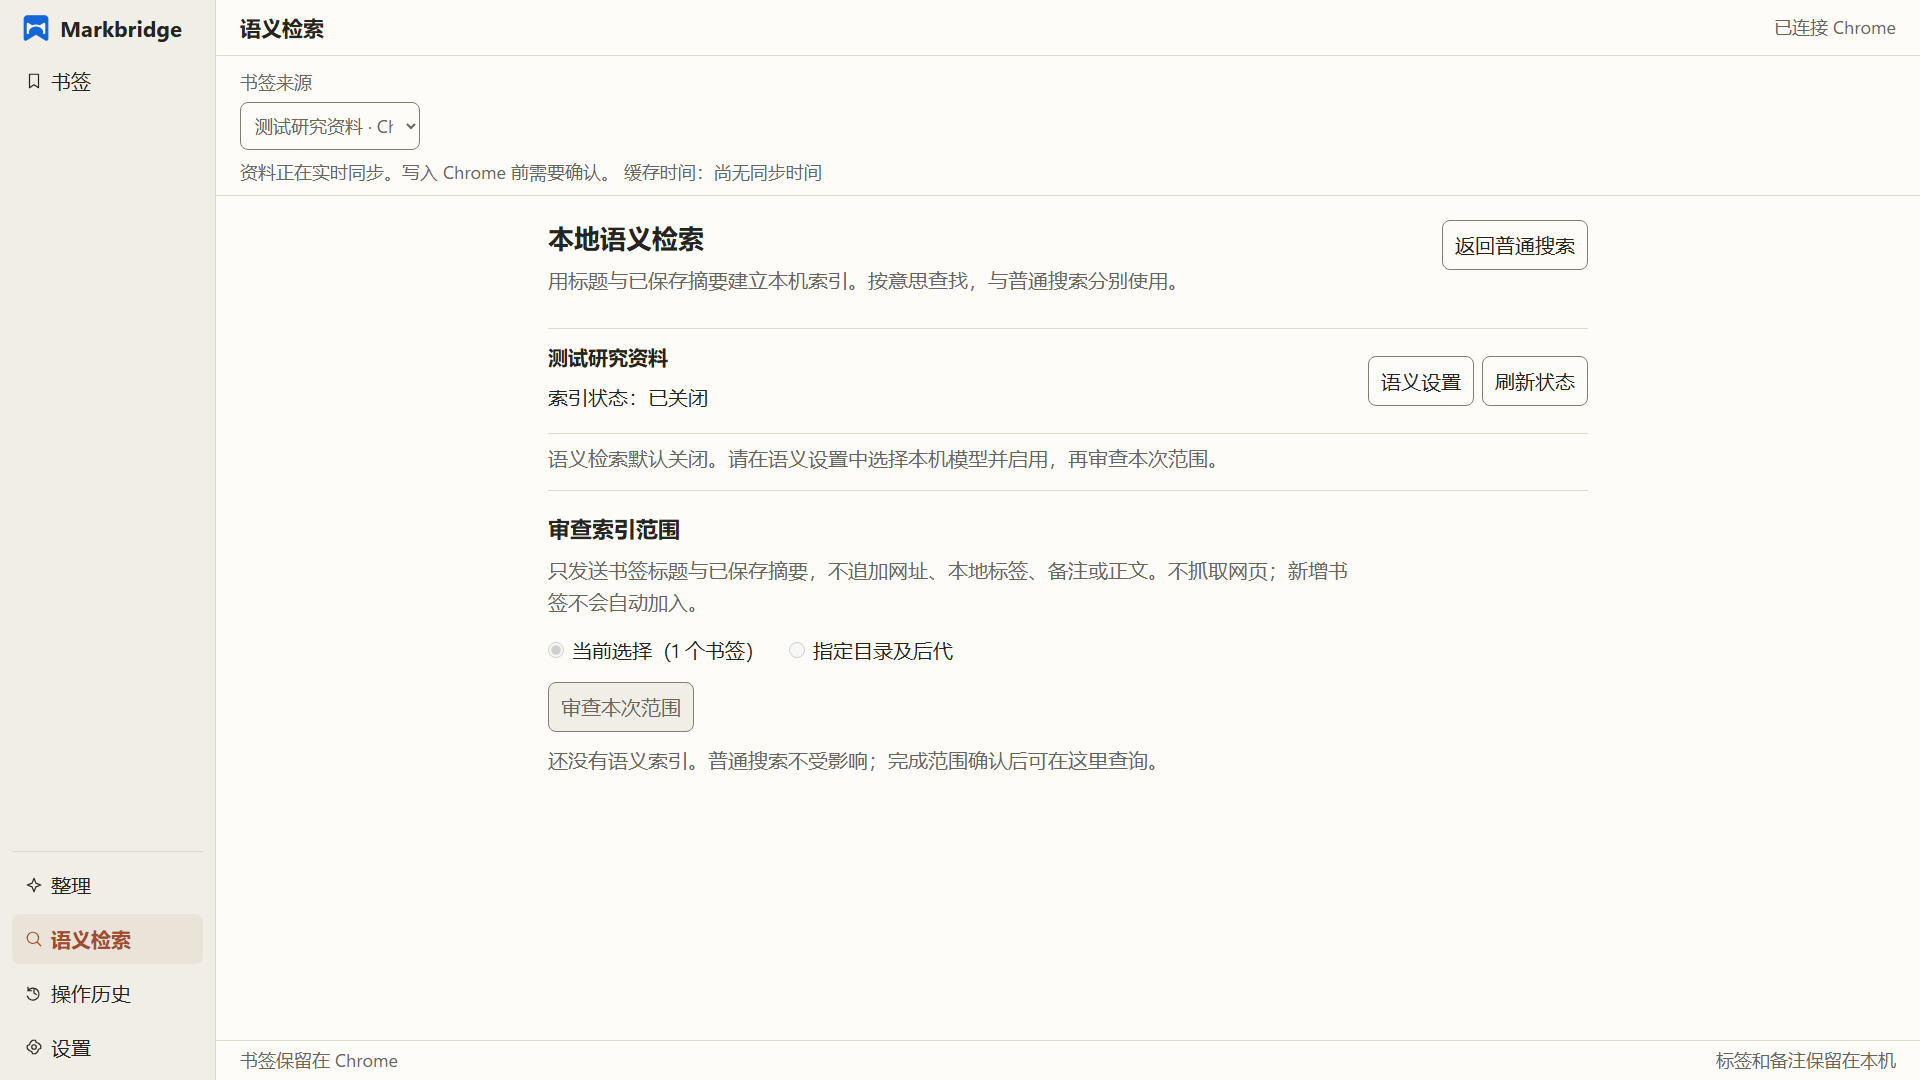 Markbridge
书签
整理
语义检索
操作历史
设置
语义检索
已连接 Chrome
书签来源
测试研究资料 · Ch
资料正在实时同步。写入 Chrome 前需要确认。 缓存时间：尚无同步时间
本地语义检索
返回普通搜索
用标题与已保存摘要建立本机索引。按意思查找，与普通搜索分别使用。
测试研究资料
索引状态：已关闭
语义设置
刷新状态
语义检索默认关闭。请在语义设置中选择本机模型并启用，再审查本次范围。
审查索引范围
只发送书签标题与已保存摘要，不追加网址、本地标签、备注或正文。不抓取网页；新增书
签不会自动加入。
当前选择（1 个书签） 指定目录及后代
审查本次范围
还没有语义索引。普通搜索不受影响；完成范围确认后可在这里查询。
书签保留在 Chrome
标签和备注保留在本机